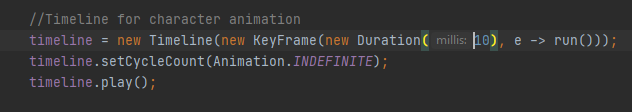 //Timeline for character animation
timeline = new Timeline(new KeyFrame(new Duration( millis: 10), e -> run()));
timeline.setCycleCount(Animation.INDEFINITE);
timeline.play();